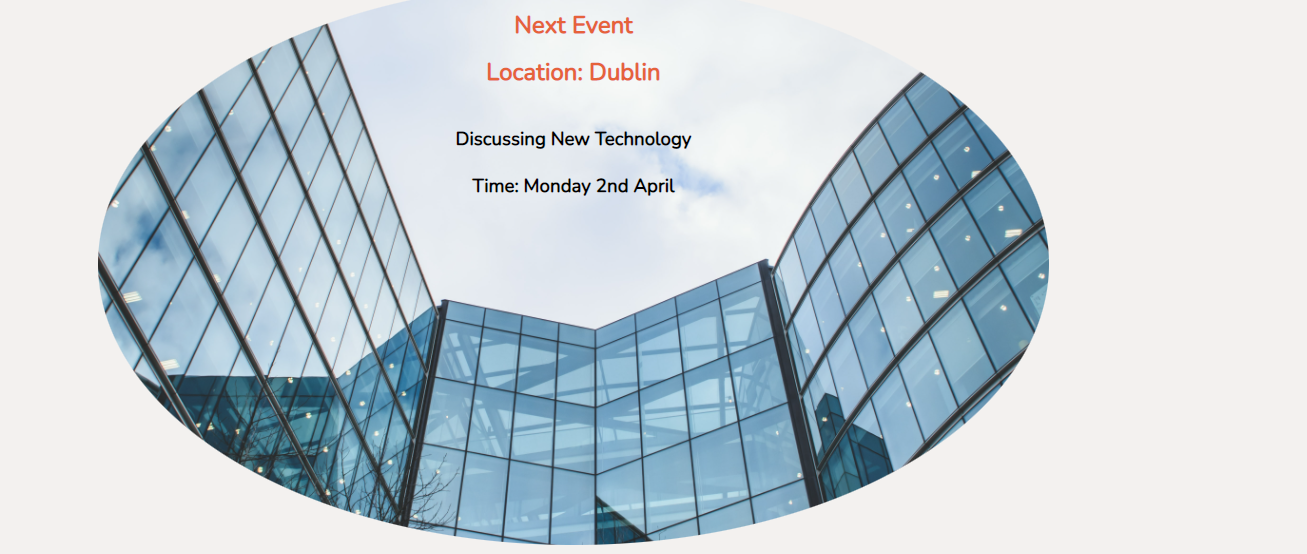 Next Event
Location: Dublin
Discussing New Technology
Time: Monday 2nd April